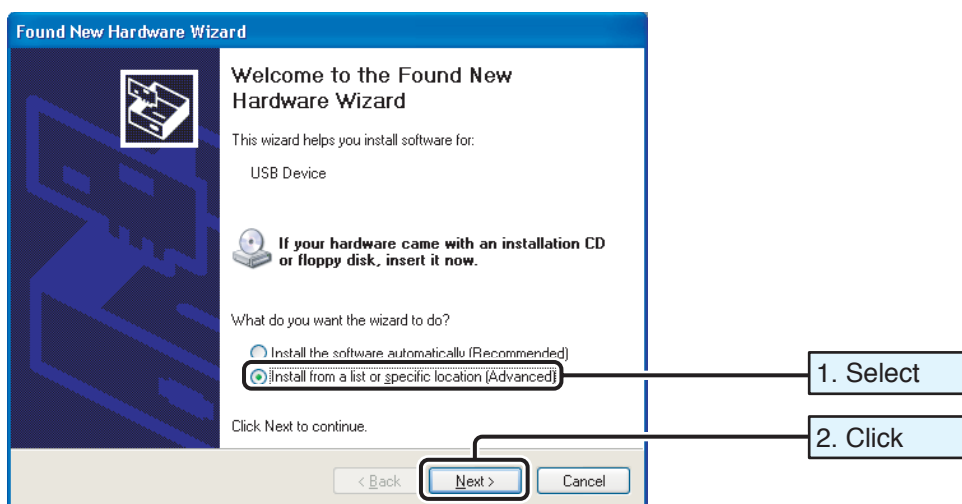 Found New Hardware Wizard
Welcome to the Found New
Hardware Wizard
This wizard helps you install software for:
USB Device
If your hardware came with an installation CD
or floppy disk, insert it now.
What do you want the wizard to do?
Install the software automatically (Recommended)
Install from a list or specific location (Advanced)
1. Select
Click Next to continue.
2. Click
< Back
Next >
Cancel